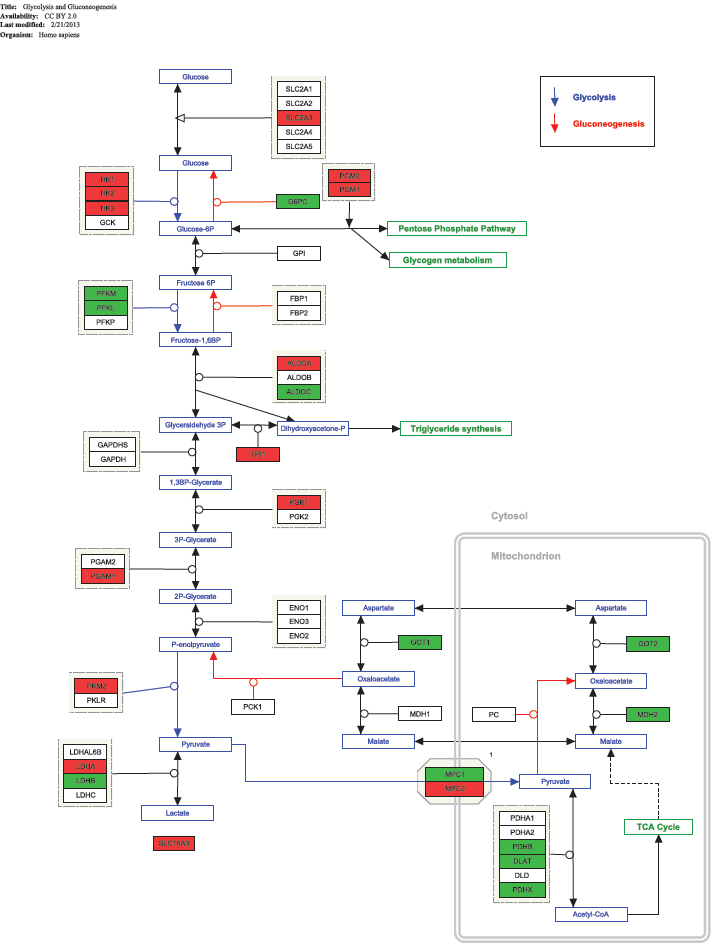 Title: Glycolysis and Gluconeogenesis
Availability: CC BY 2.0
Last modified: 2/21/2013
Organism: Homo sapiens
Glucose
SLC2A1
SLC2A2
SLC2A3
SLC2A4
SLC2A5
Glycolysis
Gluconeogenesis
Glucose
HK1
HK2
HK3
GCK
G6PC
PGM2
PGM1
Glucose-6P
Pentose Phosphate Pathway
GPI
Glycogen metabolism
Fructose 6P
PFKM
PFKL
PFKP
FBP1
FBP2
Fructose-1,6BP
ALDOA
ALDOB
ALDOC
Glyceraldehyde 3P
Dihydroxyacetone-P
Triglyceride synthesis
GAPDHS
GAPDH
TPI1
1,3BP-Glycerate
PGK1
PGK2
Cytosol
3P-Glycerate
Mitochondrion
PGAM2
PGAM1
2P-Glycerate
ENO1
ENO3
ENO2
Aspartate
Aspartate
P-enolpyruvate
GOT1
GOT2
Oxaloacetate
Oxaloacetate
PKM2
PKLR
PCK1
MDH1
PC
MDH2
Pyruvate
Malate
Malate
1
LDHAL6B
LDHA
LDHB
LDHC
MPC1
MPC2
Pyruvate
Lactate
PDHA1
PDHA2
PDHB
DLAT
DLD
PDHX
TCA Cycle
SLC16A3
Acetyl-CoA